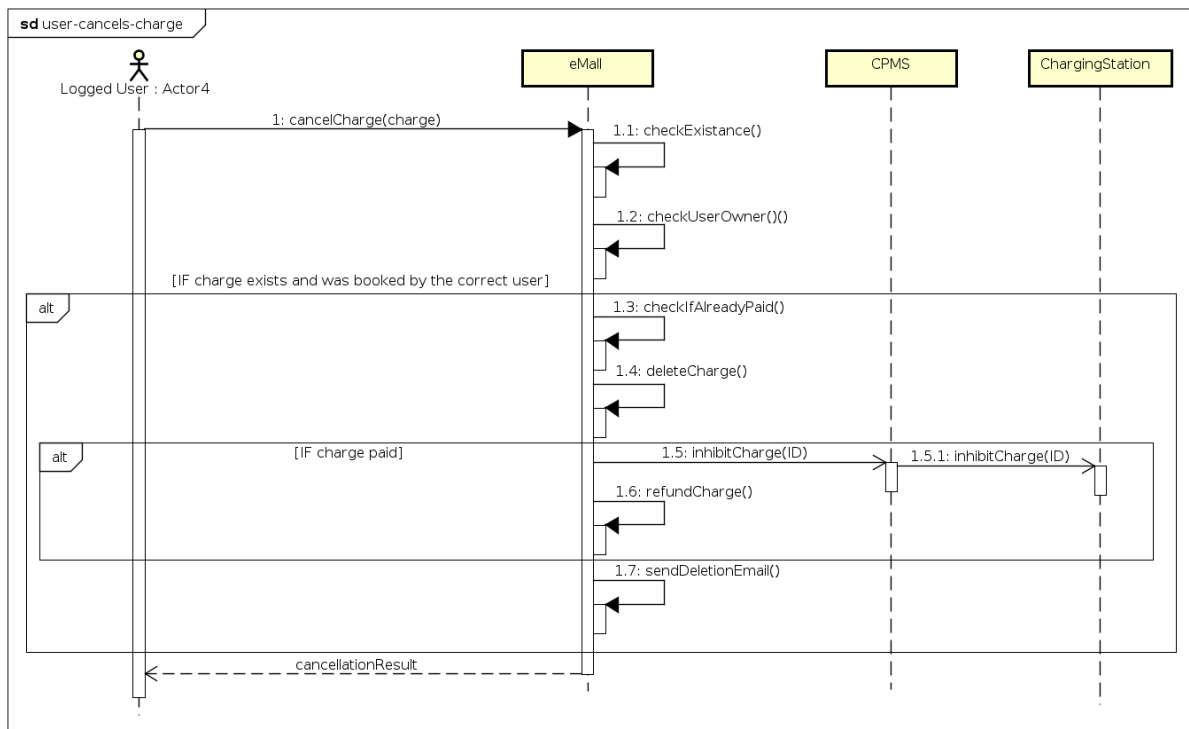 sd user-cancels-charge
Logged User : Actor4
eMall
CPMS
ChargingStation
1: cancelCharge(charge)
1.1: checkExistance()
1.2: checkUserOwner()()
[IF charge exists and was booked by the correct user]
alt
1.3: checkIfAlreadyPaid()
1.4: deleteCharge()
alt
[IF charge paid]
1.5: inhibitCharge(ID)
1.5.1: inhibitCharge(ID)
1.6: refundCharge()
1.7: sendDeletionEmail()
cancellationResult